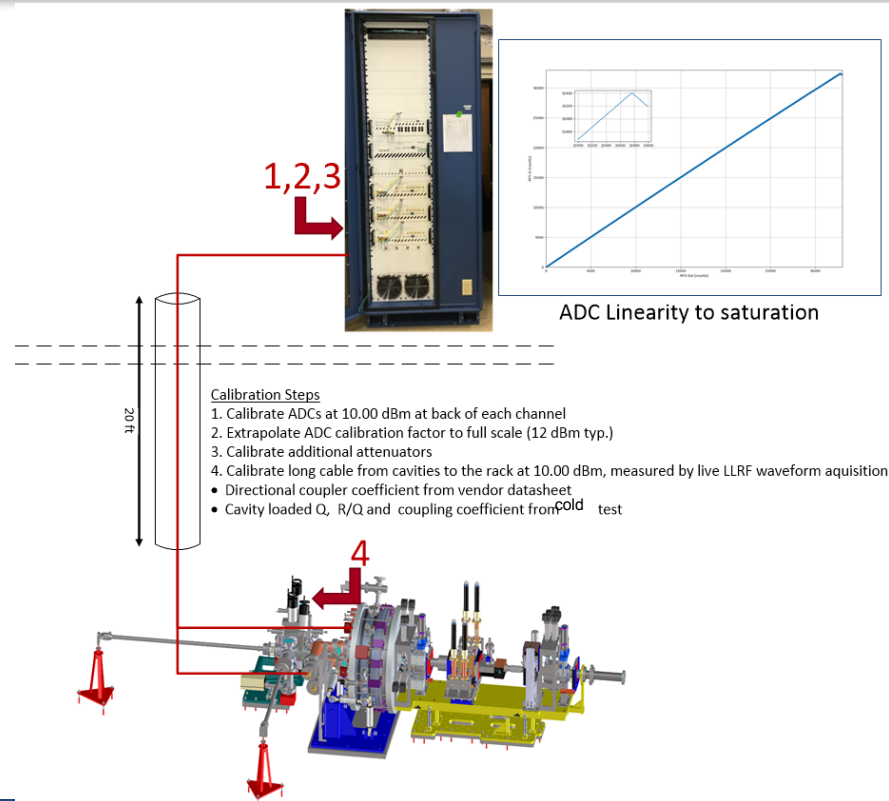 1,2,3
ADC Linearity to saturation
20 ft
Calibration Steps
1. Calibrate ADCs at 10.00 dBm at back of each channel
2. Extrapolate ADC calibration factor to full scale (12 dBm typ.)
3. Calibrate additional attenuators
4. Calibrate long cable from cavities to the rack at 10.00 dBm, measured by live LLRF waveform aquisition
• Directional coupler coefficient from vendor datasheet
• Cavity loaded Q, R/Q and coupling coefficient from cold test
4